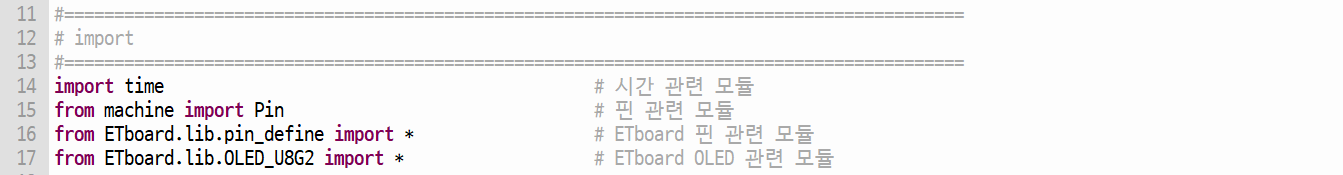 11 #==========================================================================================
12 # import
13 #==========================================================================================
14 import time # 시간 관련 모듈
15 from machine import Pin # 핀 관련 모듈
16 from ETboard.lib.pin_define import * # ETboard 핀 관련 모듈
17 from ETboard.lib.OLED_U8G2 import * # ETboard OLED 관련 모듈